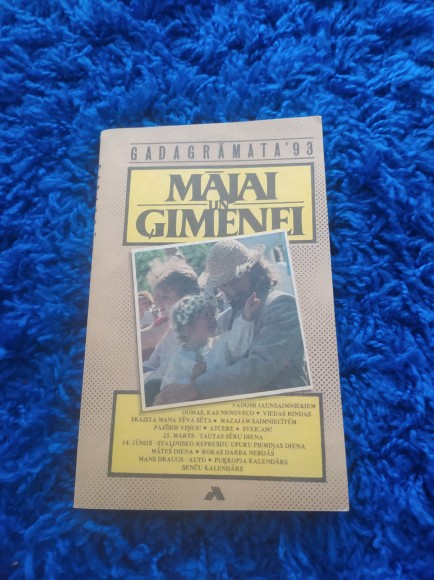 GADAGRĀMATA '93
MĀJAI
UN
ĢIMENEI
PADOMI JAUNSAIMNIEKIEM
DOMAS, KAS NENOVECO • VIEDAS RINDAS
SKAISTA MANA TĒVA SĒTA • MAZAJĀM SAIMNIECĪTĒM
PAZĪSIM VIŅUS! • ATCERE • SVEICAM!
25. MARTS - TAUTAS SĒRU DIENA
14. JŪNIJS - STAĻINISKO REPRESIJU UPURU PIEMIŅAS DIENA
MĀTES DIENA • ROKAS DARBA NEBIJĀS
MANS DRAUGS - AUTO • PUĶKOPJA KALENDĀRS
SENČU KALENDĀRS